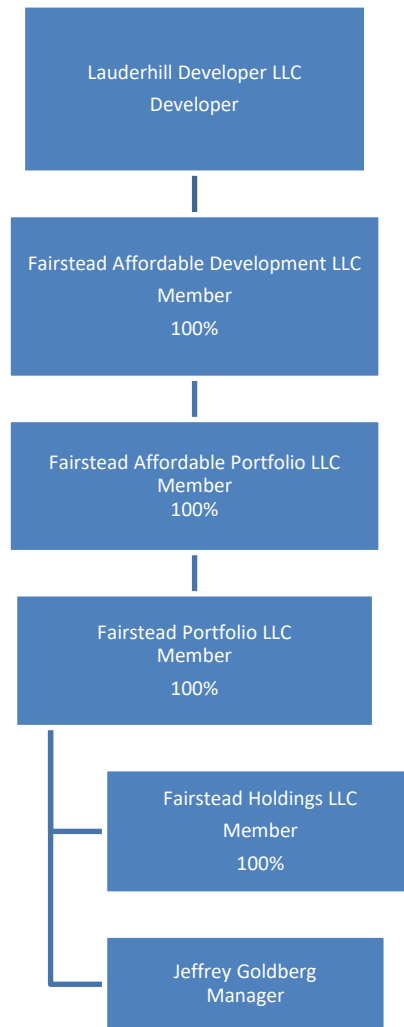 Lauderhill Developer LLC
Developer
Fairstead Affordable Development LLC
Member
100%
Fairstead Affordable Portfolio LLC
Member
100%
Fairstead Portfolio LLC
Member
100%
Fairstead Holdings LLC
Member
100%
Jeffrey Goldberg
Manager